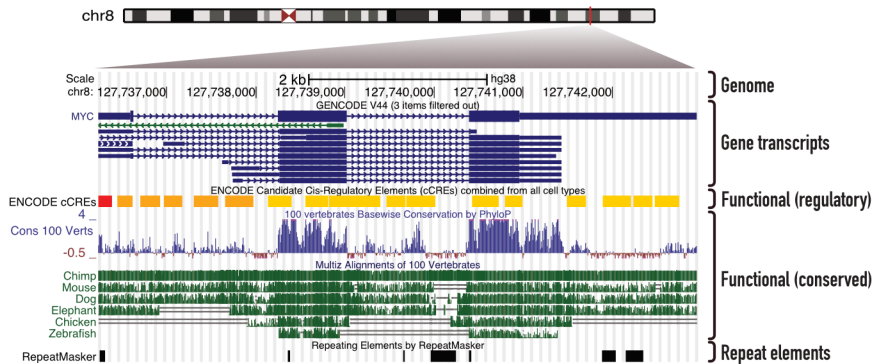 chr8
Scale 2 kb hg38
chr8: 127,737,000 127,738,000 127,739,000 127,740,000 127,741,000 127,742,000
Genome
GENCODE V44 (3 items filtered out)
MYC
Gene transcripts
ENCODE Candidate Cis-Regulatory Elements (cCREs) combined from all cell types
ENCODE cCREs
Functional (regulatory)
4 _
100 vertebrates Basewise Conservation by PhyloP
Cons 100 Verts
-0.5 _
Multiz Alignments of 100 Vertebrates
Functional (conserved)
Chimp
Mouse
Dog
Elephant
Chicken
Zebrafish
Repeating Elements by RepeatMasker
RepeatMasker
Repeat elements